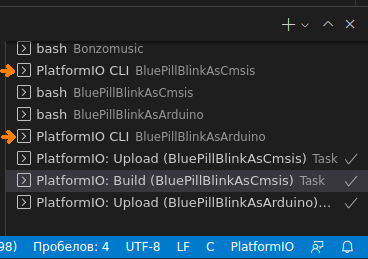 bash Bonzomusic
PlatformIO CLI BluePillBlinkAsCmsis
bash BluePillBlinkAsCmsis
bash BluePillBlinkAsArduino
PlatformIO CLI BluePillBlinkAsArduino
PlatformIO: Upload (BluePillBlinkAsCmsis) Task
PlatformIO: Build (BluePillBlinkAsCmsis) Task
PlatformIO: Upload (BluePillBlinkAsArduino)...
98) Пробелов: 4 UTF-8 LF C PlatformIO